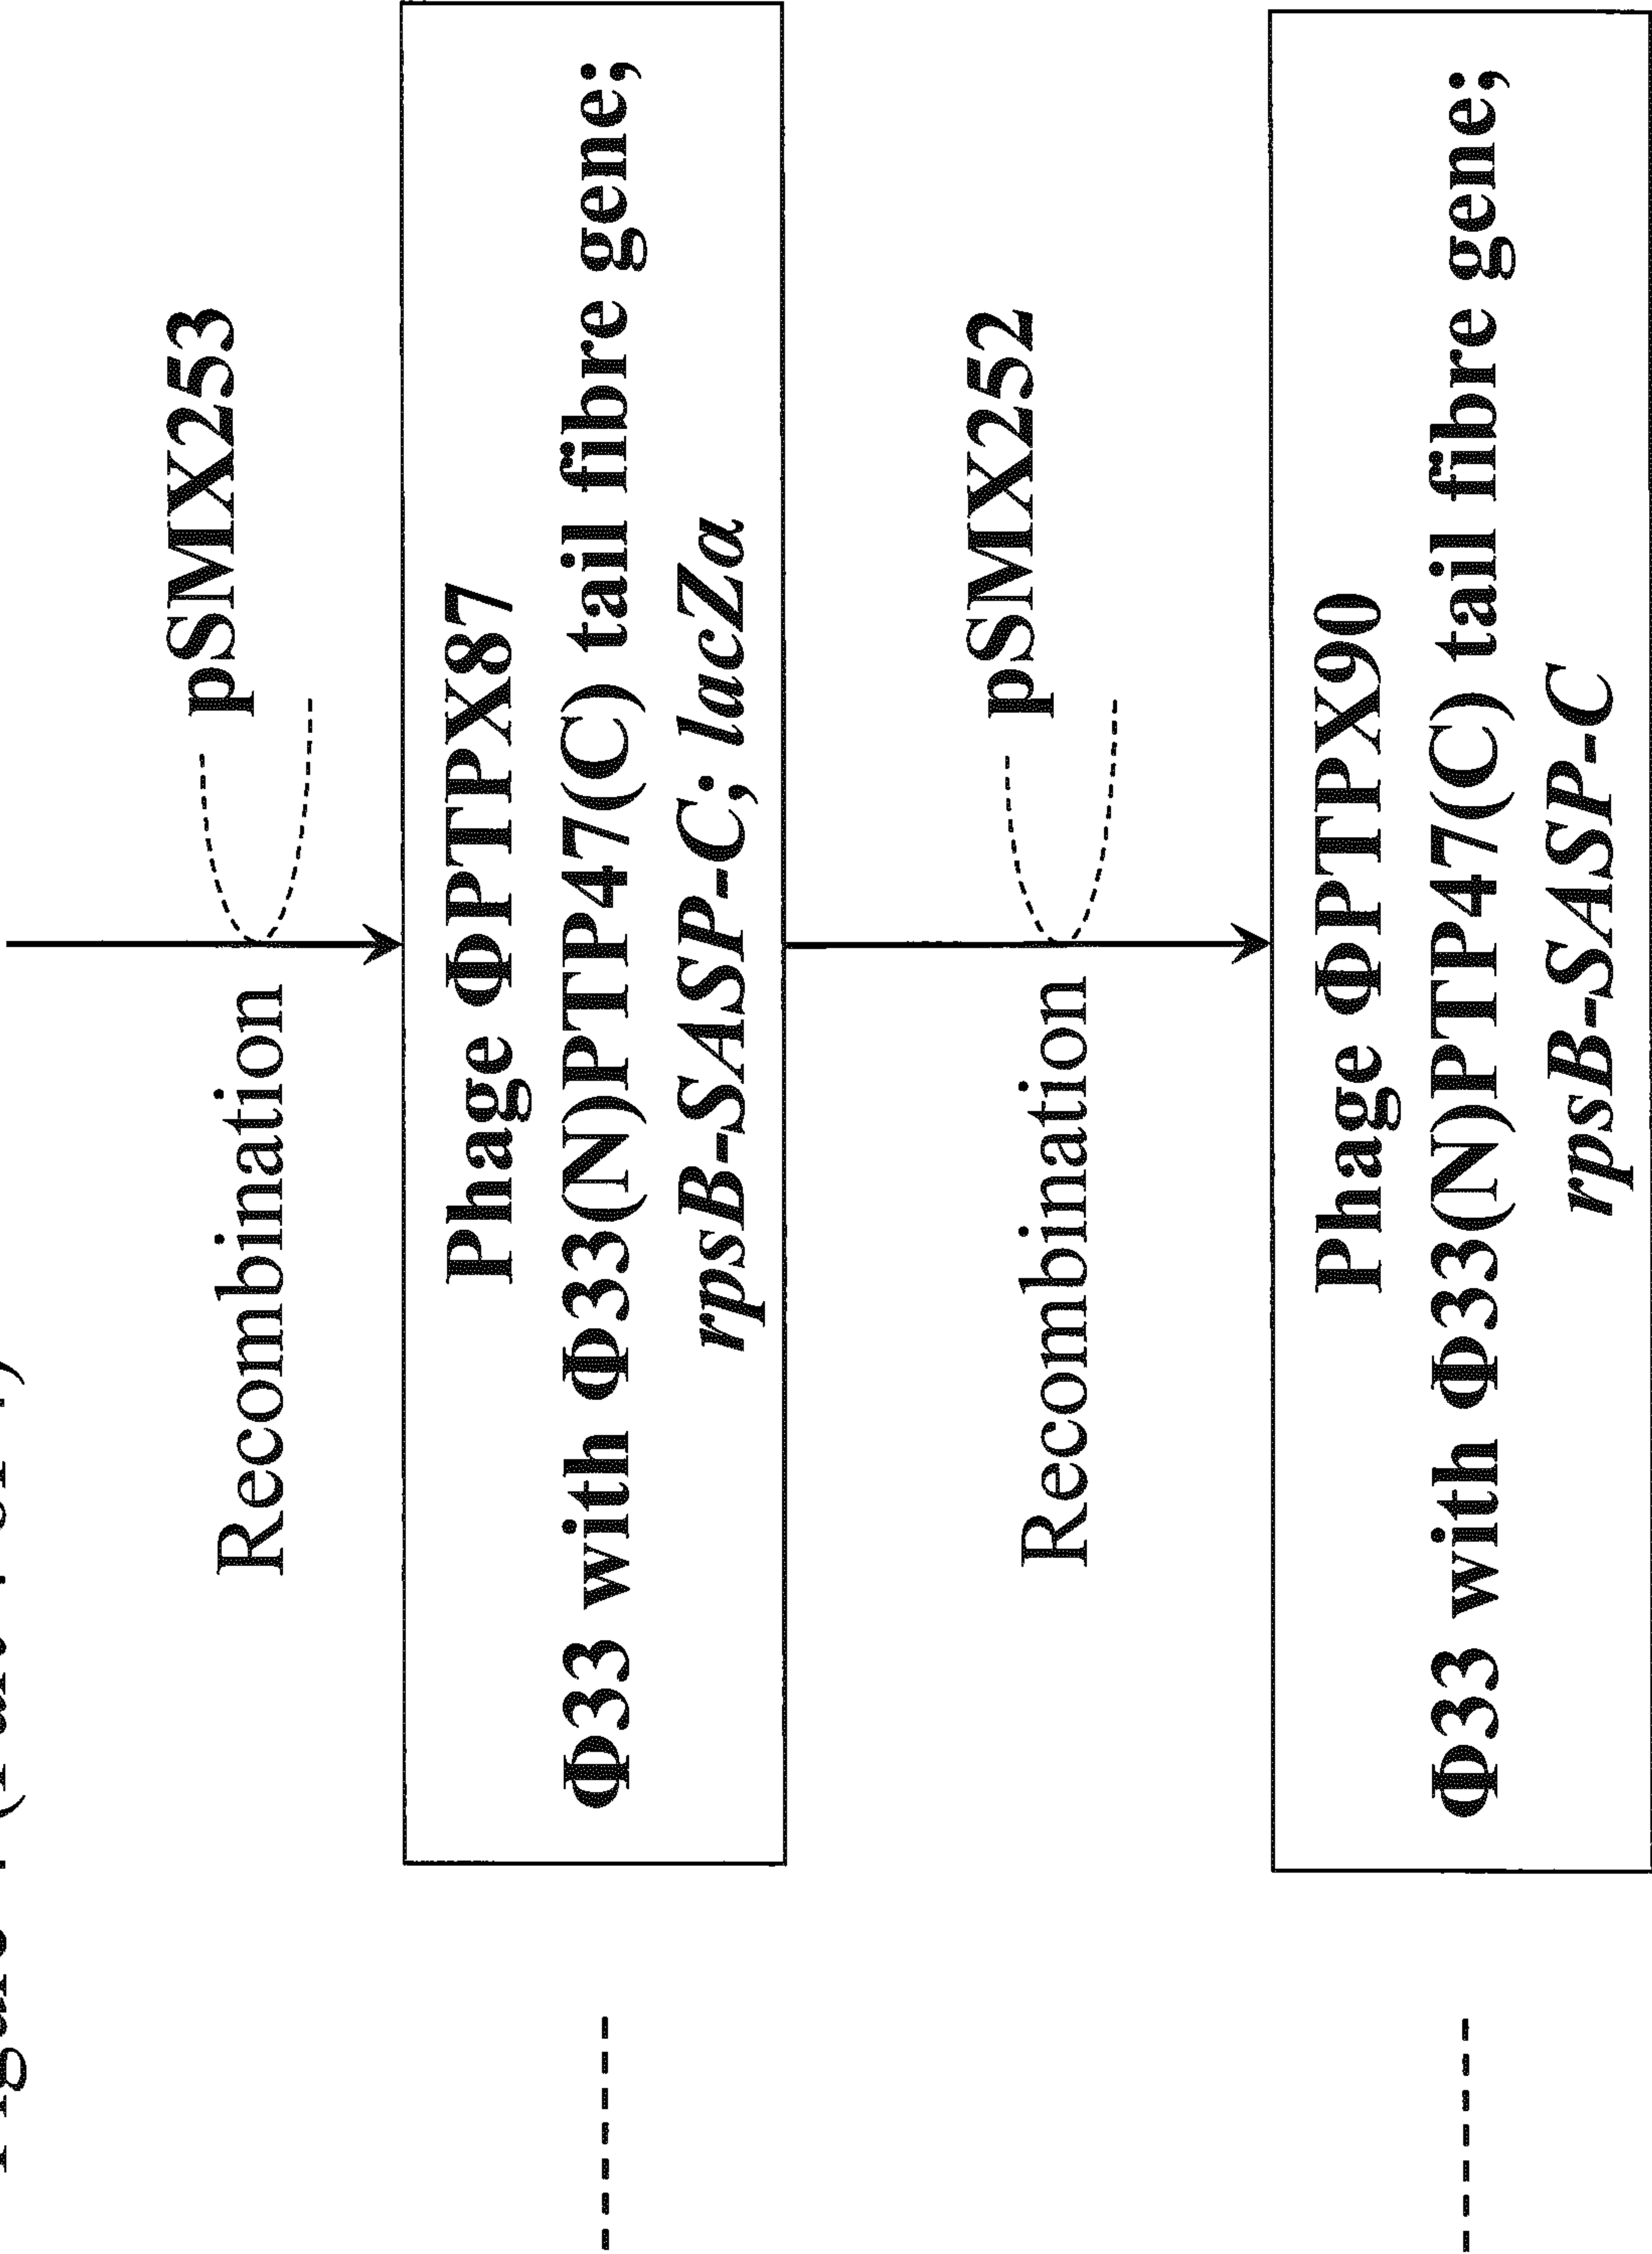 Figure
pSMX253
Recombination
Phage ΦPTPX87
Φ33 with Φ33(N)PTP47(C) tail fibre gene;
rpsB-SASP-C; lacZα
pSMX252
Recombination
Phage ΦPTPX90
Φ33 with Φ33(N)PTP47(C) tail fibre gene;
rpsB-SASP-C